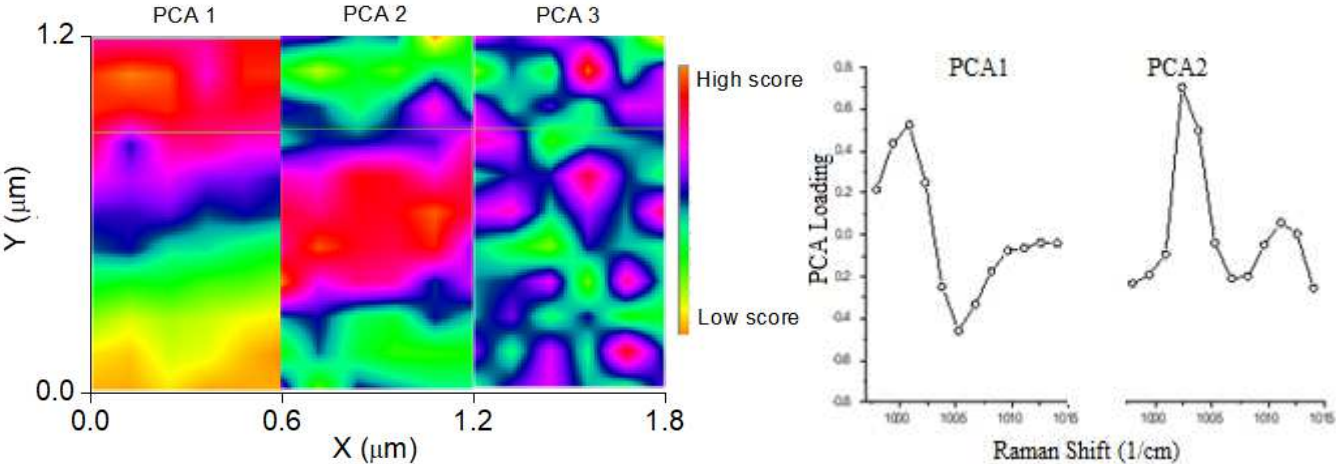 PCA 1 PCA 2 PCA 3
1.2
Y (μm)
0.0
0.0 0.6 1.2 1.8
X (μm)
High score
Low score
PCA1 PCA2
0.8
0.6
0.4
0.2
0.0
0.2
-0.4
-0.6
-0.8
PCA Loading
1000 1005 1010 1015 1000 1005 1010 1015
Raman Shift (1/cm)